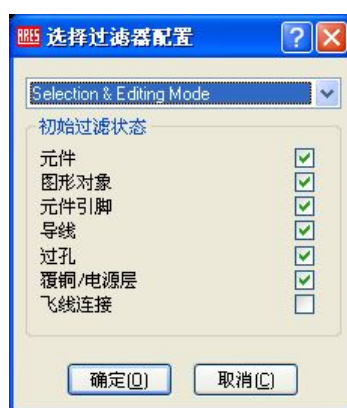 ARES 选择过滤器配置
Selection & Editing Mode
初始过滤状态
元件
图形对象
元件引脚
导线
过孔
覆铜/电源层
飞线连接
确定(O) 取消(C)